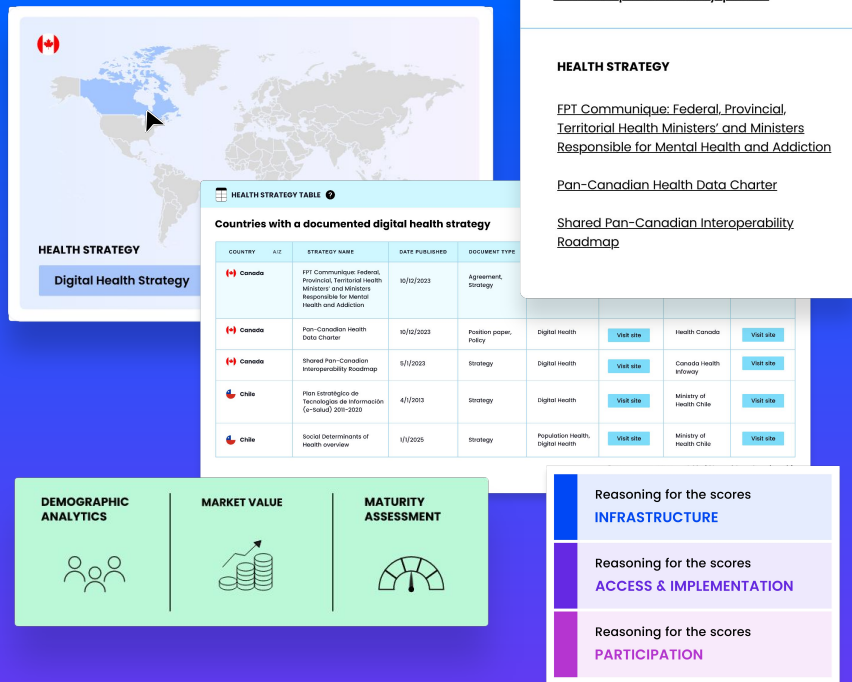 HEALTH STRATEGY
Digital Health Strategy
HEALTH STRATEGY
FPT Communique: Federal, Provincial,
Territorial Health Ministers’ and Ministers
Responsible for Mental Health and Addiction
Pan-Canadian Health Data Charter
Shared Pan-Canadian Interoperability
Roadmap
HEALTH STRATEGY TABLE ?
Countries with a documented digital health strategy
COUNTRY A|Z STRATEGY NAME DATE PUBLISHED DOCUMENT TYPE
Canada
FPT Communique: Federal,
Provincial, Territorial Health
Ministers’ and Ministers
Responsible for Mental
Health and Addiction
10/12/2023
Agreement,
Strategy
Canada
Pan-Canadian Health
Data Charter
10/12/2023
Position paper,
Policy
Digital Health
Visit site
Health Canada
Visit site
Canada
Shared Pan-Canadian
Interoperability Roadmap
5/1/2023
Strategy
Digital Health
Visit site
Canada Health
Infoway
Visit site
Chile
Plan Estratégico de
Tecnologías de Información
(e-Salud) 2011-2020
4/1/2013
Strategy
Digital Health
Visit site
Ministry of
Health Chile
Visit site
Chile
Social Determinants of
Health overview
1/1/2025
Strategy
Population Health,
Digital Health
Visit site
Ministry of
Health Chile
Visit site
DEMOGRAPHIC
ANALYTICS
MARKET VALUE
MATURITY
ASSESSMENT
Reasoning for the scores
INFRASTRUCTURE
Reasoning for the scores
ACCESS & IMPLEMENTATION
Reasoning for the scores
PARTICIPATION